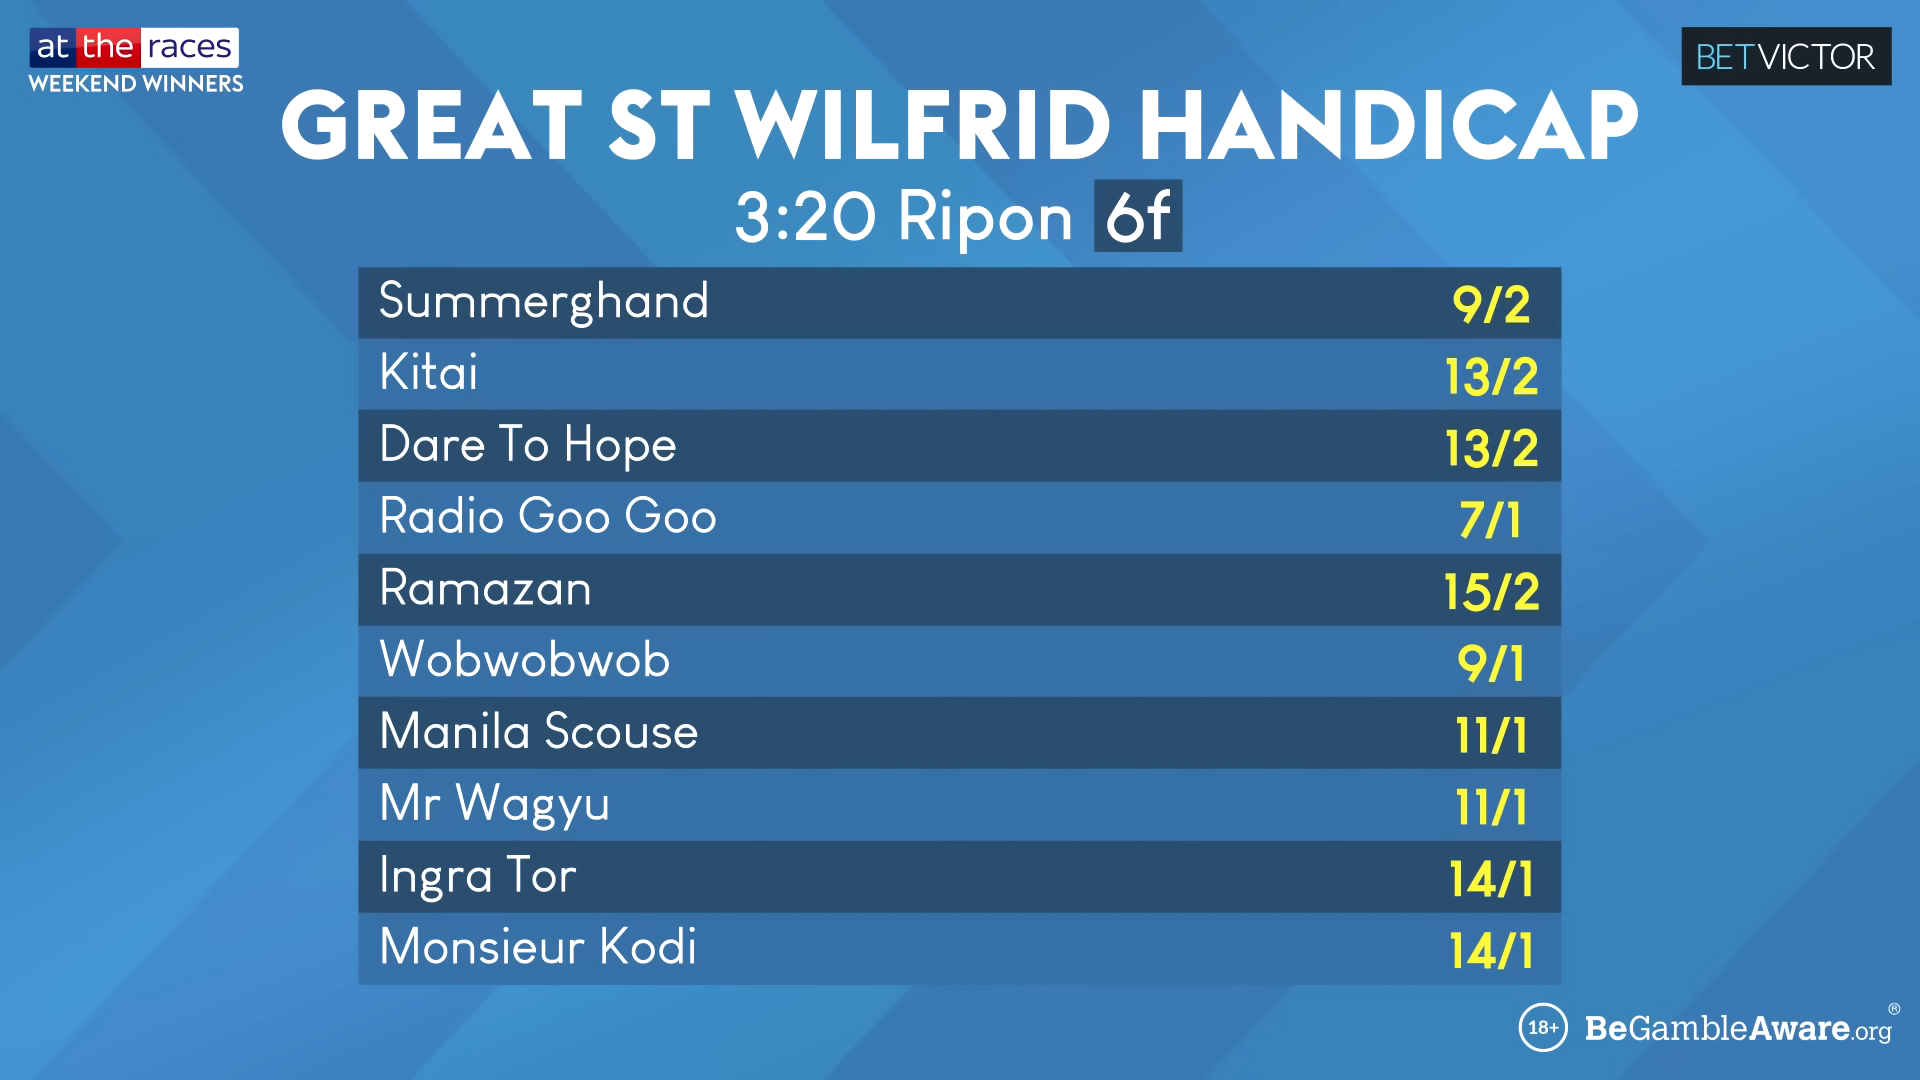 at the races
WEEKEND WINNERS
BETVICTOR
GREAT ST WILFRID HANDICAP
3:20 Ripon 6f
Summerghand 9/2
Kitai 13/2
Dare To Hope 13/2
Radio Goo Goo 7/1
Ramazan 15/2
Wobwobwob 9/1
Manila Scouse 11/1
Mr Wagyu 11/1
Ingra Tor 14/1
Monsieur Kodi 14/1
18+ BeGambleAware.org®